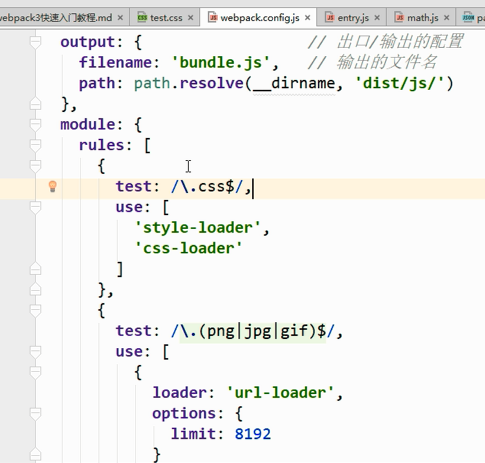 webpack3快速入门教程.md × test.css × webpack.config.js × entry.js × math.js ×
output: { // 出口/输出的配置
filename: 'bundle.js', // 输出的文件名
path: path.resolve(__dirname, 'dist/js/')
},
module: {
rules: [
{
test: /\.css$/,
use: [
'style-loader',
'css-loader'
]
},
{
test: /\.(png|jpg|gif)$/,
use: [
{
loader: 'url-loader',
options: {
limit: 8192
}